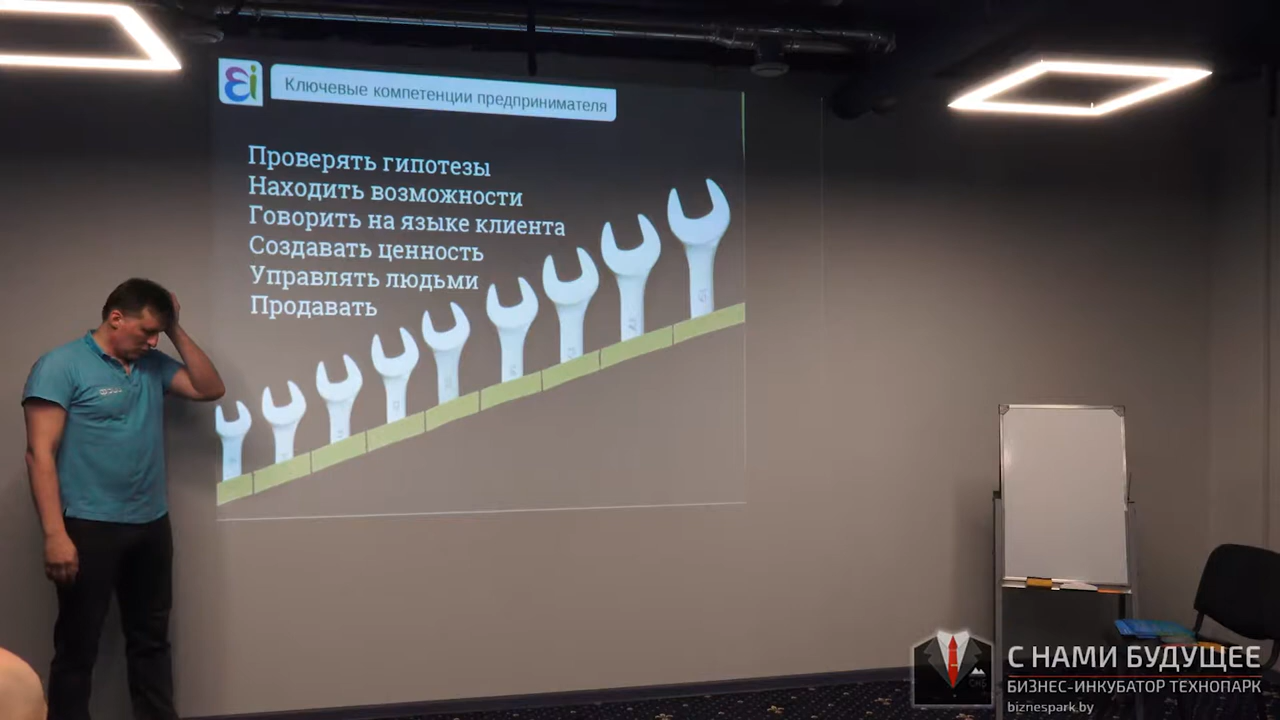 Ei
Ключевые компетенции предпринимателя
Проверять гипотезы
Находить возможности
Говорить на языке клиента
Создавать ценность
Управлять людьми
Продавать
С НАМИ БУДУЩЕЕ
БИЗНЕС-ИНКУБАТОР ТЕХНОПАРК
biznespark.by